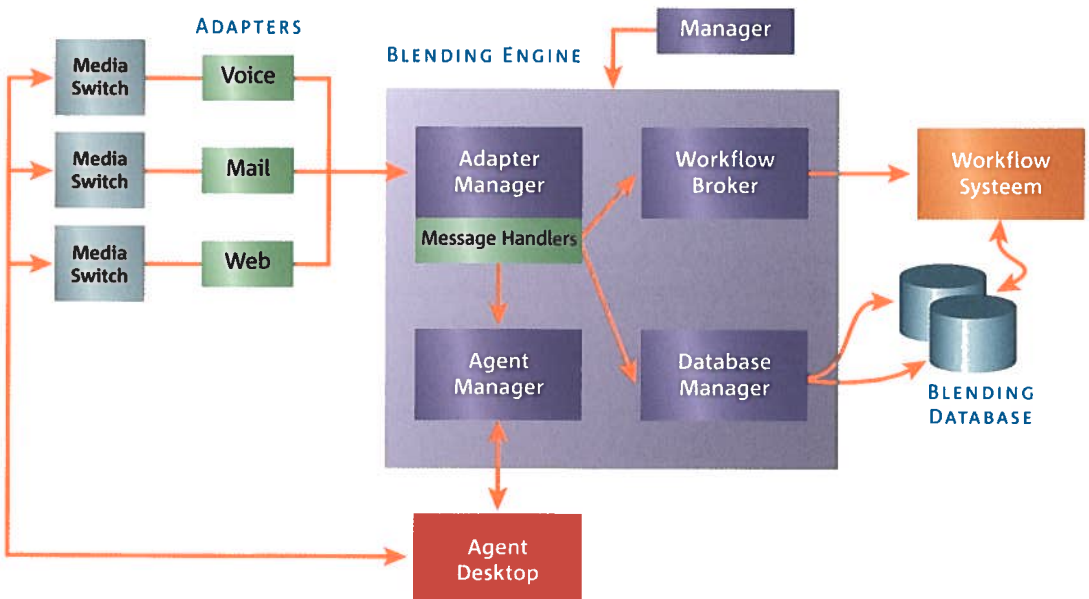 ADAPTERS
BLENDING ENGINE
Manager
Media
Switch
Voice
Media
Switch
Mail
Media
Switch
Web
Adapter
Manager
Message Handlers
Workflow
Broker
Workflow
Systeem
Agent
Manager
Database
Manager
BLENDING
DATABASE
Agent
Desktop